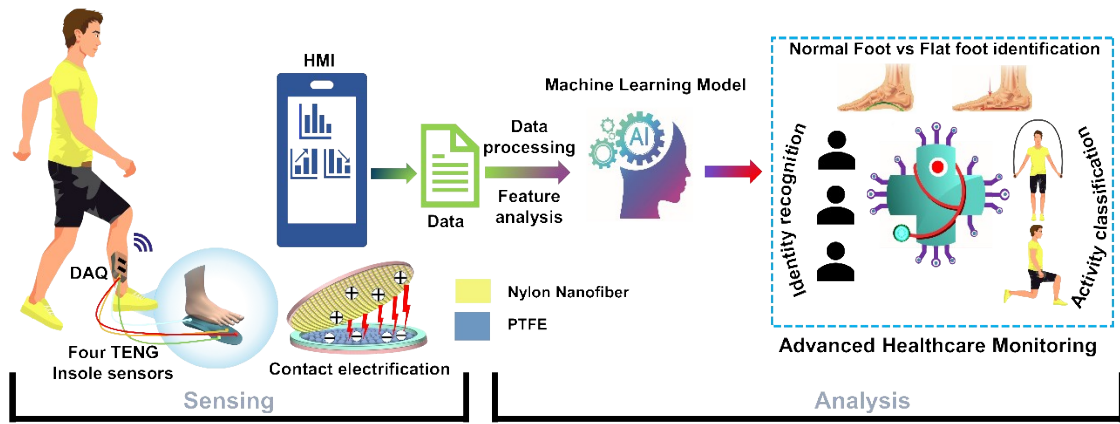 HMI
DAQ
Four TENG
Insole sensors
Contact electrification
Nylon Nanofiber
PTFE
Data
Data
processing
Feature
analysis
Machine Learning Model
AI
Normal Foot vs Flat foot identification
Identity recognition
Activity classification
Advanced Healthcare Monitoring
Sensing
Analysis